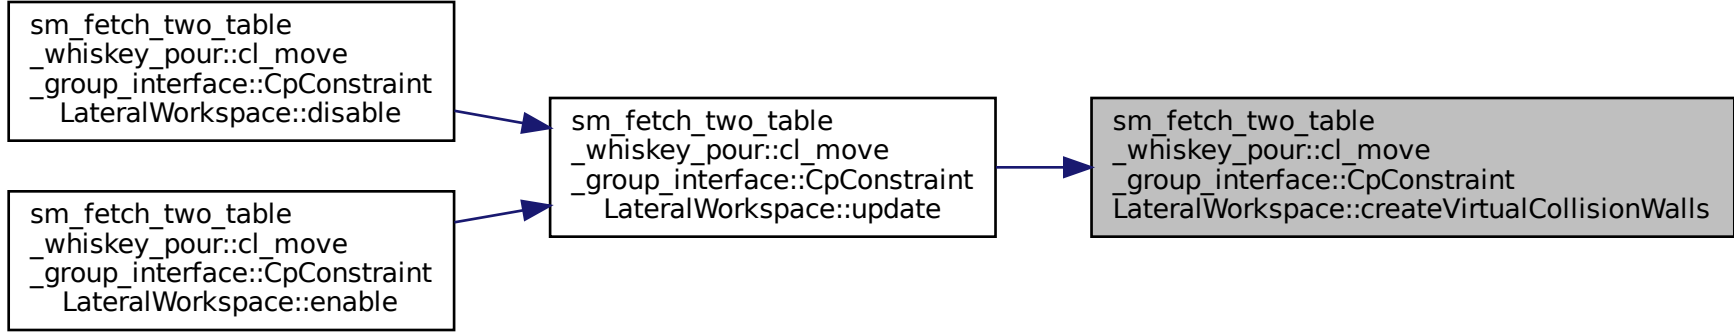 sm_fetch_two_table
_whiskey_pour::cl_move
_group_interface::CpConstraint
LateralWorkspace::disable
sm_fetch_two_table
_whiskey_pour::cl_move
_group_interface::CpConstraint
LateralWorkspace::enable
sm_fetch_two_table
_whiskey_pour::cl_move
_group_interface::CpConstraint
LateralWorkspace::update
sm_fetch_two_table
_whiskey_pour::cl_move
_group_interface::CpConstraint
LateralWorkspace::createVirtualCollisionWalls